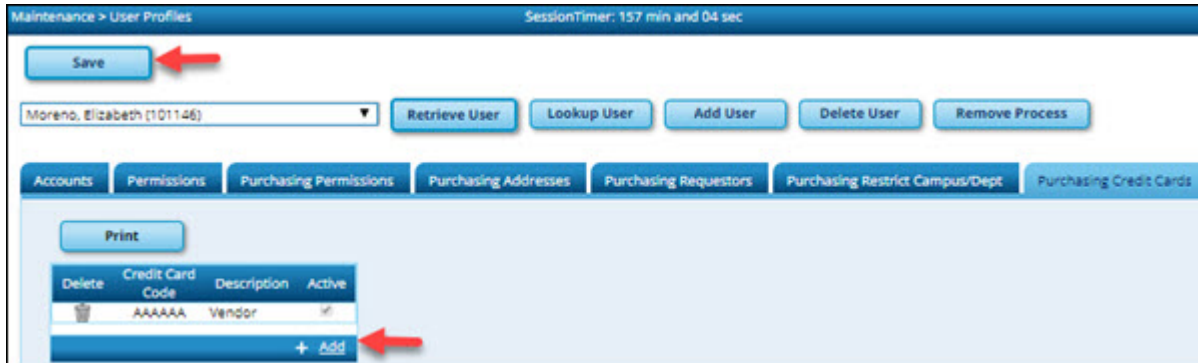 Maintenance > User Profiles SessionTimer: 157 min and 04 sec
Save
Moreno, Elizabeth (101146) Retrieve User Lookup User Add User Delete User Remove Process
Accounts Permissions Purchasing Permissions Purchasing Addresses Purchasing Requestors Purchasing Restrict Campus/Dept Purchasing Credit Cards
Print
Delete Credit Card Code Description Active
AAAAAA Vendor
+ Add